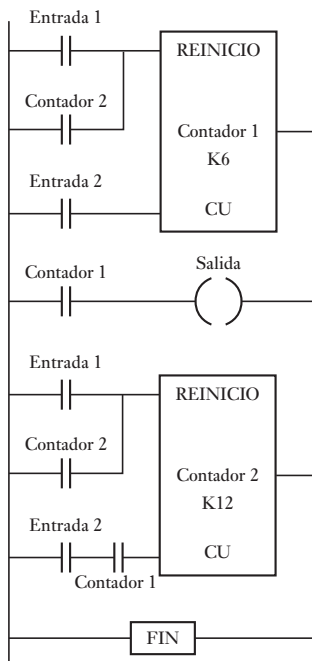 Entrada 1
REINICIO
Contador 2
Contador 1
K6
Entrada 2
CU
Contador 1
Salida
Entrada 1
REINICIO
Contador 2
Contador 2
K12
Entrada 2
CU
Contador 1
FIN